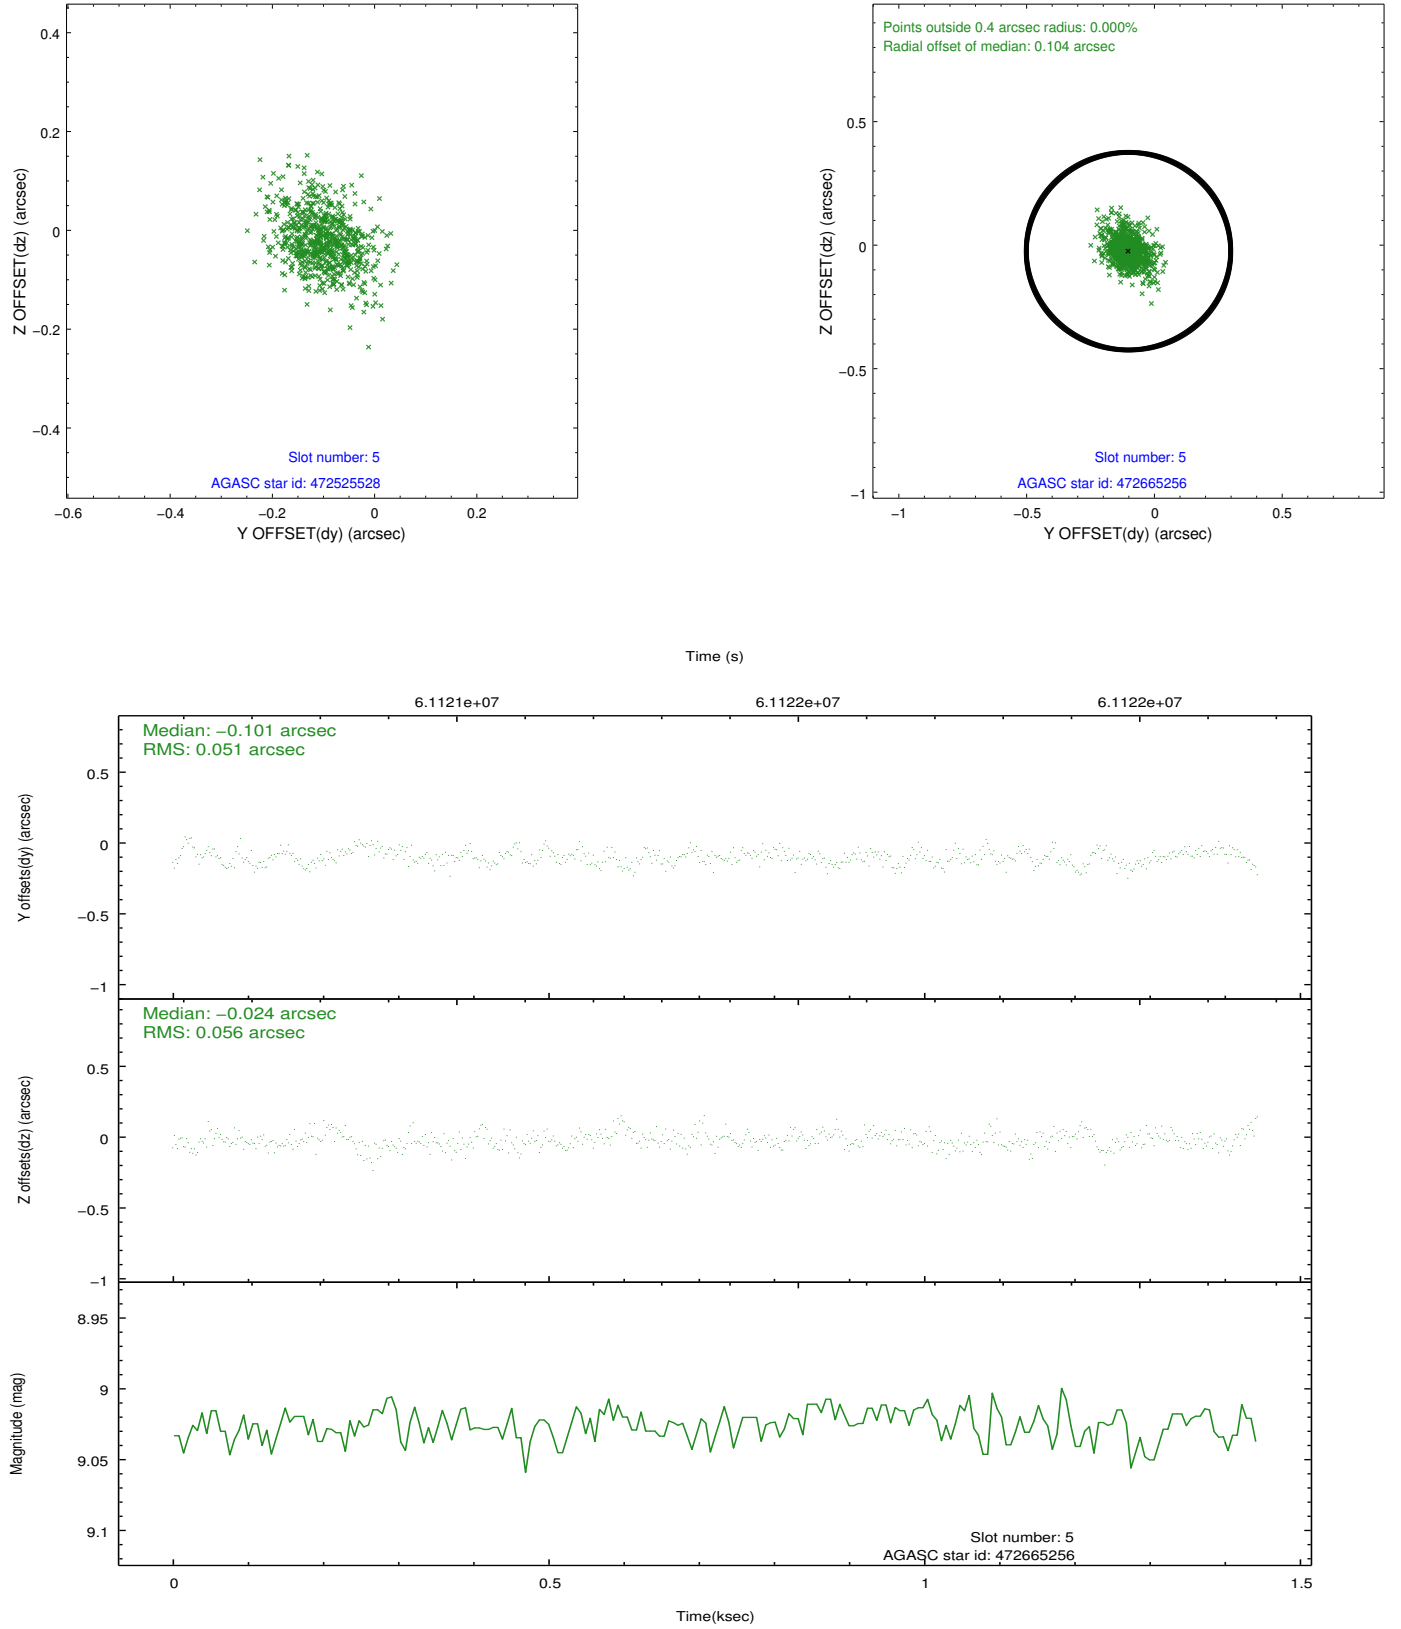 0.4
0.2
0
−0.2
−0.4
Z OFFSET(dz) (arcsec)
Slot number: 5
AGASC star id: 472525528
−0.6 −0.4 −0.2 0 0.2
Y OFFSET(dy) (arcsec)
Points outside 0.4 arcsec radius: 0.000%
Radial offset of median: 0.104 arcsec
0.5
0
−0.5
−1
Z OFFSET(dz) (arcsec)
Slot number: 5
AGASC star id: 472665256
−1 −0.5 0 0.5
Y OFFSET(dy) (arcsec)
Time (s)
6.1121e+07 6.1122e+07 6.1122e+07
Median: −0.101 arcsec
RMS: 0.051 arcsec
0.5
0
−0.5
−1
Y offsets(dy) (arcsec)
Median: −0.024 arcsec
RMS: 0.056 arcsec
0.5
0
−0.5
−1
Z offsets(dz) (arcsec)
8.95
9
9.05
9.1
Magnitude (mag)
Slot number: 5
AGASC star id: 472665256
0 0.5 1 1.5
Time(ksec)